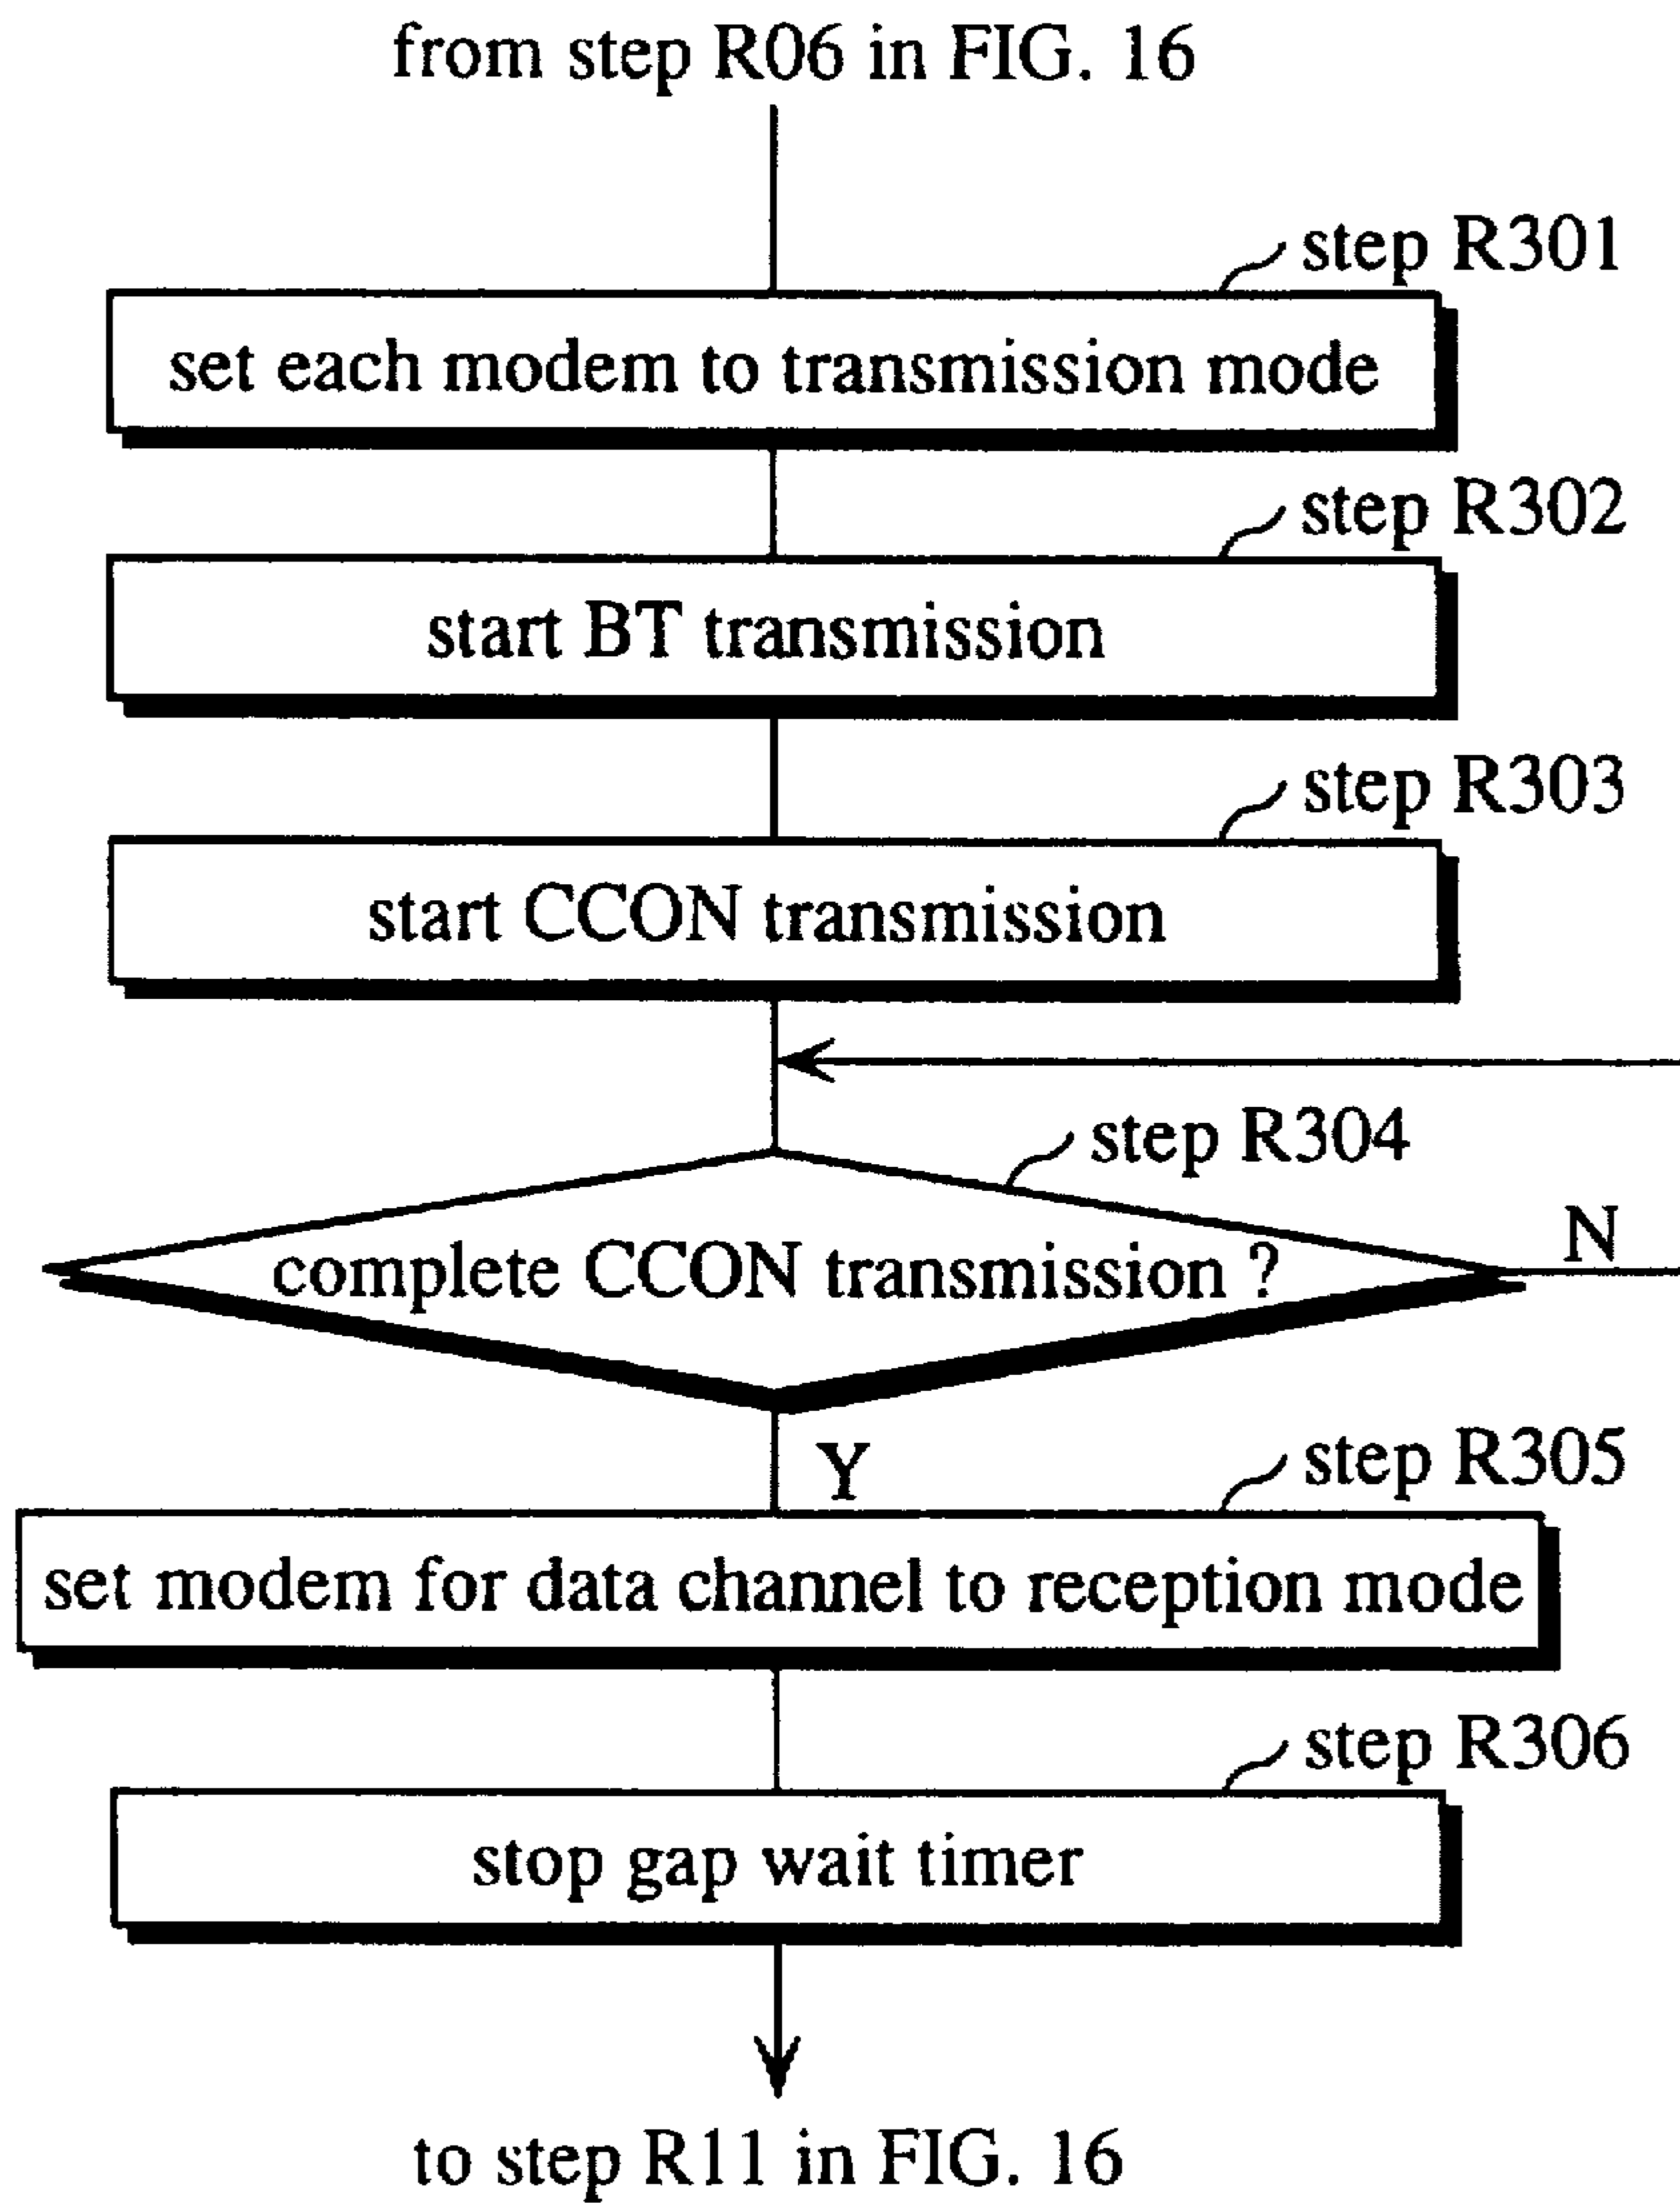 from step R06 in FIG. 16
step R301
set each modem to transmission mode
step R302
start BT transmission
step R303
start CCON transmission
step R304
complete CCON transmission ?
N
Y
step R305
set modem for data channel to reception mode
step R306
stop gap wait timer
to step R11 in FIG. 16